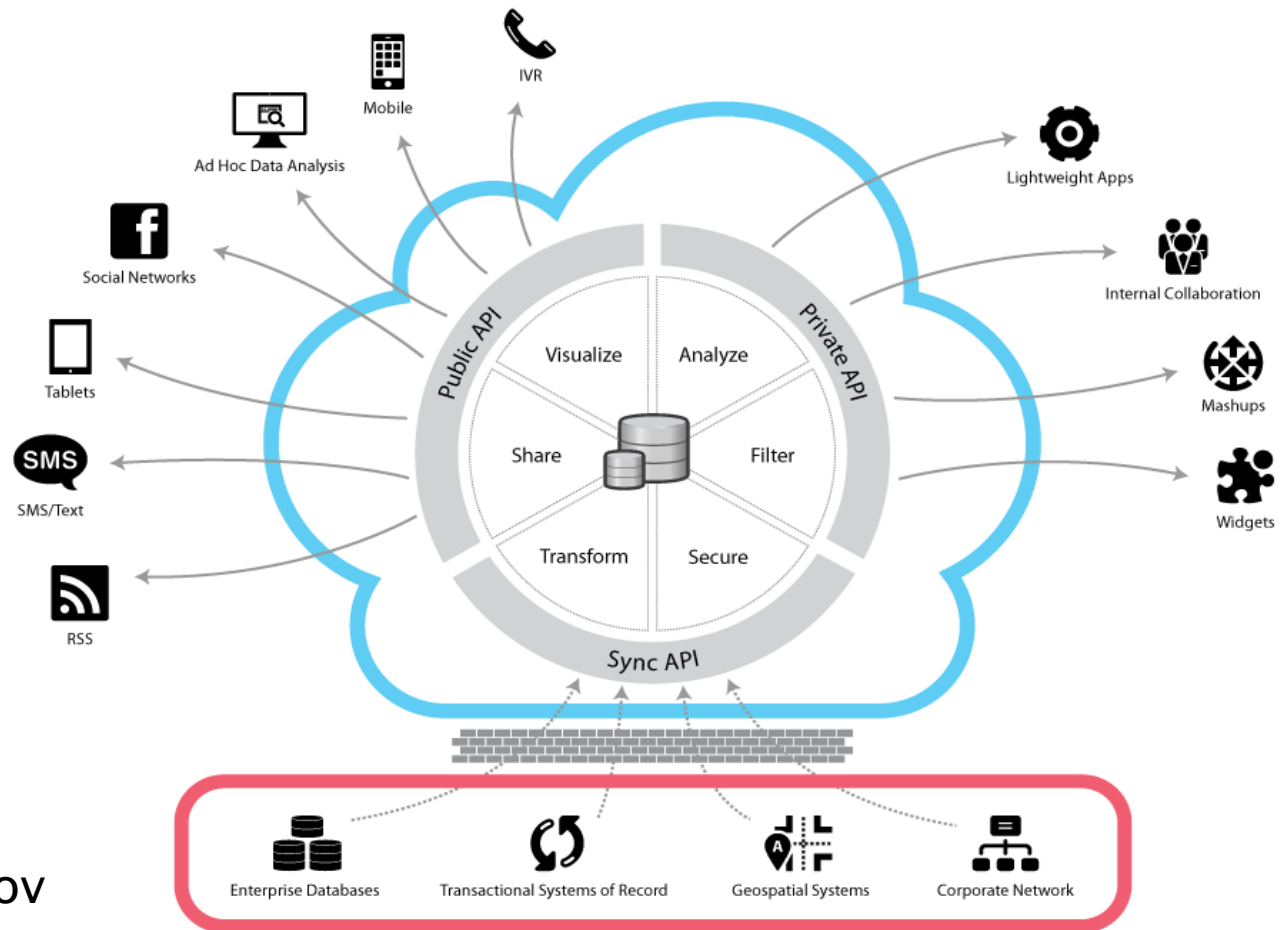 IVR
Mobile
Ad Hoc Data Analysis
Social Networks
Tablets
SMS
SMS/Text
RSS
Lightweight Apps
Internal Collaboration
Mashups
Widgets
Public API
Private API
Sync API
Visualize
Analyze
Share
Filter
Transform
Secure
A
Enterprise Databases
Transactional Systems of Record
Geospatial Systems
Corporate Network
ov